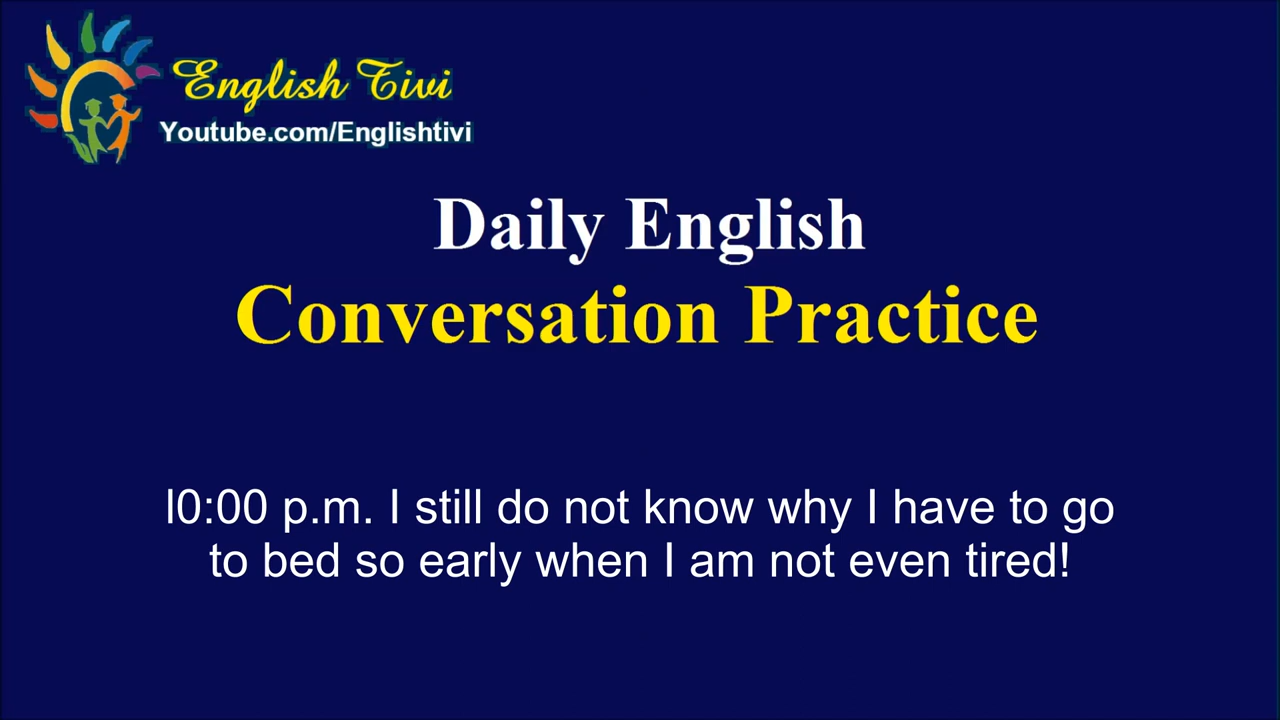 English Tivi
Youtube.com/Englishtivi
Daily English
Conversation Practice
l0:00 p.m. I still do not know why I have to go
to bed so early when I am not even tired!